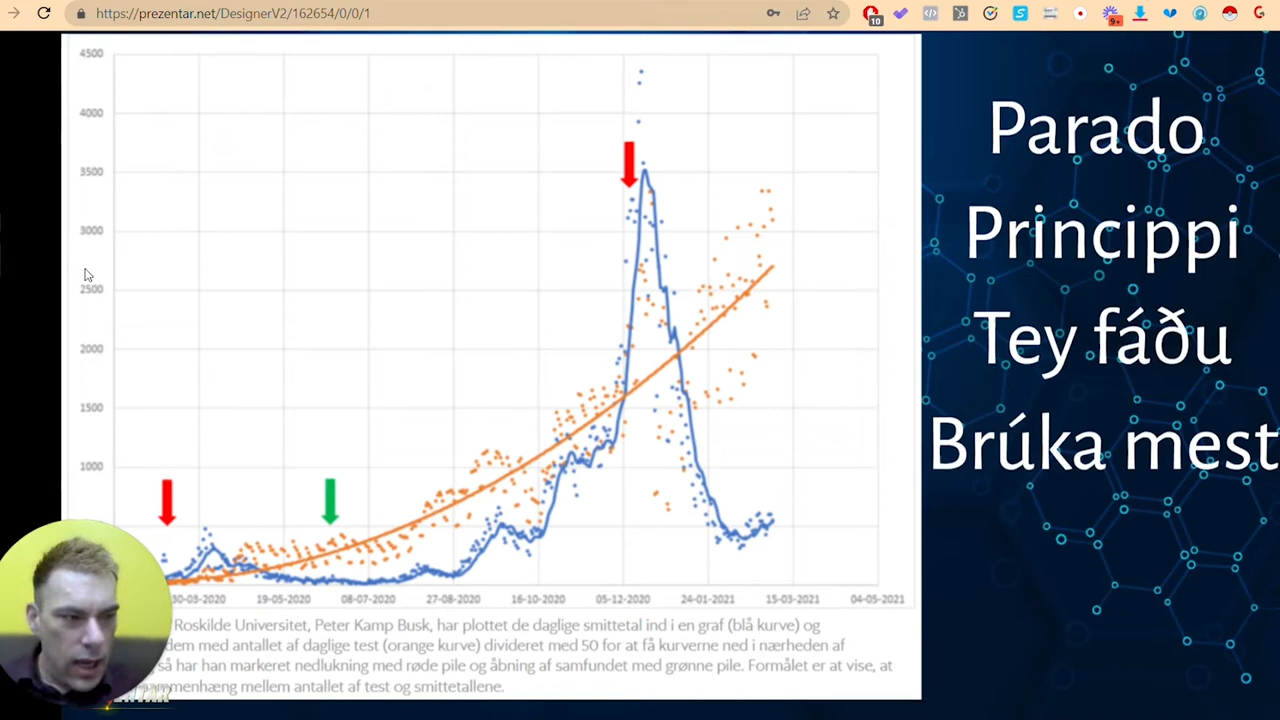 https://prezentar.net/DesignerV2/162654/0/0/1
10
9+
4500
4000
3500
3000
2500
2000
1500
1000
30-03-2020 19-05-2020 08-07-2020 27-08-2020 16-10-2020 05-12-2020 24-01-2021 15-03-2021 04-05-2021
Roskilde Universitet, Peter Kamp Busk, har plottet de daglige smittetal ind i en graf (blå kurve) og
dem med antallet af daglige test (orange kurve) divideret med 50 for at få kurverne ned i nærheden af
så har han markeret nedlukning med røde pile og åbning af samfundet med grønne pile. Formålet er at vise, at
mmenhæng mellem antallet af test og smittetallene.
Parado
Princippi
Tey fáðu
Brúka mest